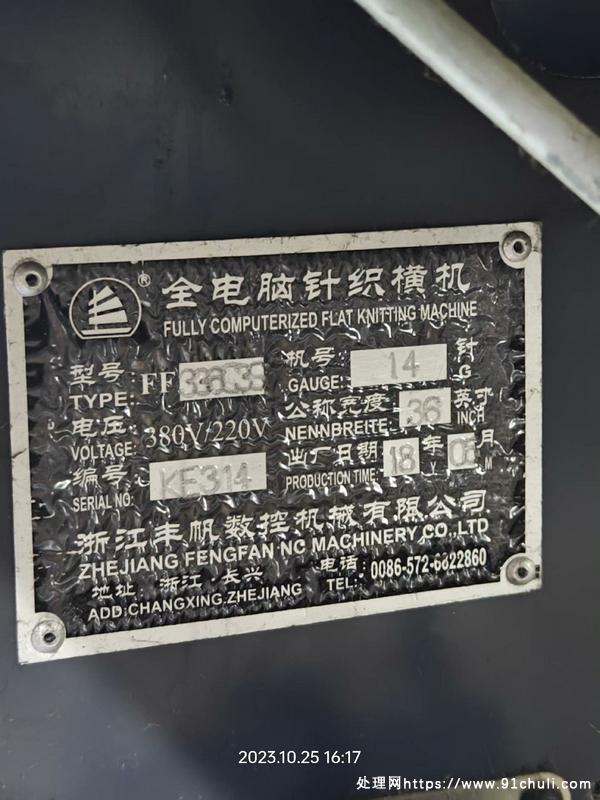 ®
全电脑针织横机
FULLY COMPUTERIZED FLAT KNITTING MACHINE
型号: FF 机号: 14 针
TYPE: GAUGE: G
电压: 380V/220V 公称宽度: 36 英寸
VOLTAGE: NENNBREITE: INCH
编号: KE314 出厂日期: 18 年 月
SERIAL NO: PRODUCTION TIME: Y M
浙江丰帆数控机械有限公司
ZHEJIANG FENGFAN NC MACHINERY CO.,LTD
地址: 浙江·长兴 电话: 0086-572-6822860
ADD:CHANGXING.ZHEJIANG TEL:
2023.10.25 16:17
处理网https://www.91chuli.com